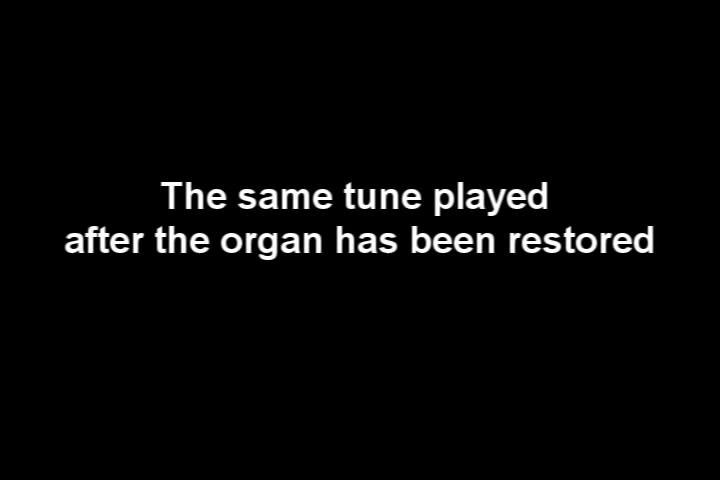 The same tune played
after the organ has been restored